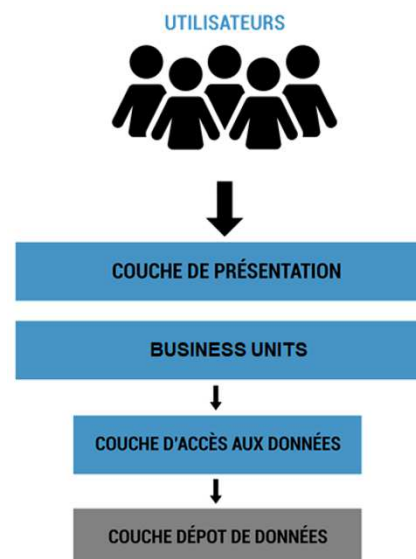 UTILISATEURS
COUCHE DE PRÉSENTATION
BUSINESS UNITS
COUCHE D'ACCÈS AUX DONNÉES
COUCHE DÉPOT DE DONNÉES